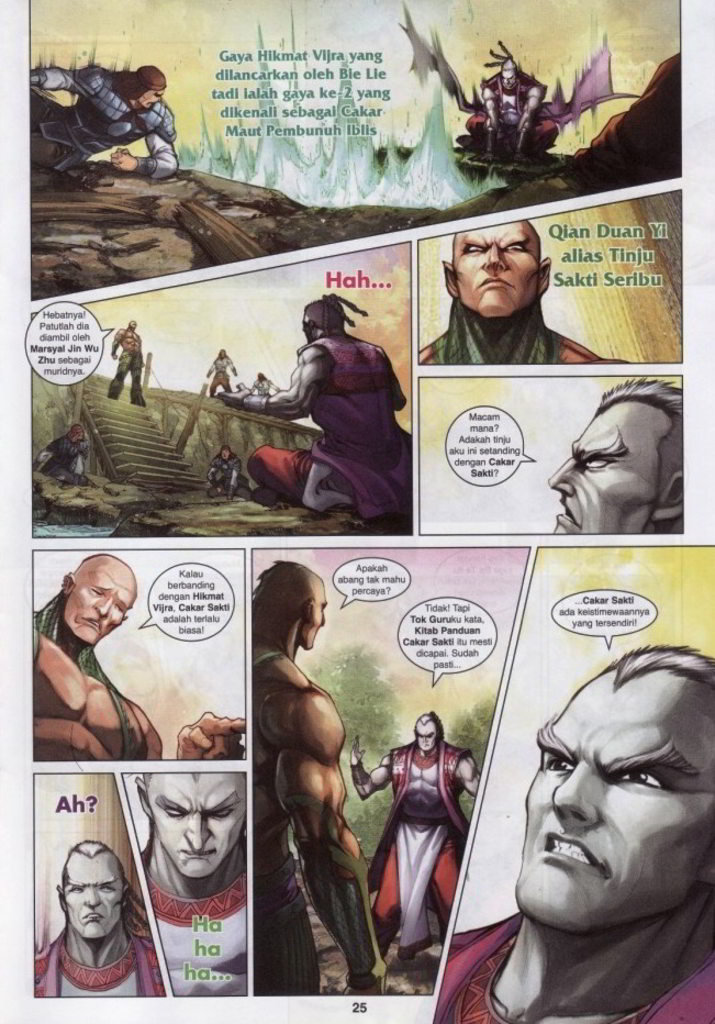 Gaya Hikmat Vijra yang
dilancarkan oleh Bie Lie
tadi ialah gaya ke-2 yang
dikenali sebagai Cakar
Maut Pembunuh Iblis
Hah...
Hebatnya!
Patutlah dia
diambil oleh
Marsyal Jin Wu
Zhu sebagai
muridnya.
Qian Duan Yi
alias Tinju
Sakti Seribu
Macam
mana?
Adakah tinju
aku ini setanding
dengan Cakar
Sakti?
Kalau
berbanding
dengan Hikmat
Vijra, Cakar Sakti
adalah terlalu
biasa!
Ah?
Ha
ha
ha...
Apakah
abang tak mahu
percaya?
Tidak! Tapi
Tok Guruku kata,
Kitab Panduan
Cakar Sakti itu mesti
dicapai. Sudah
pasti...
...Cakar Sakti
ada keistimewaannya
yang tersendiri!
25